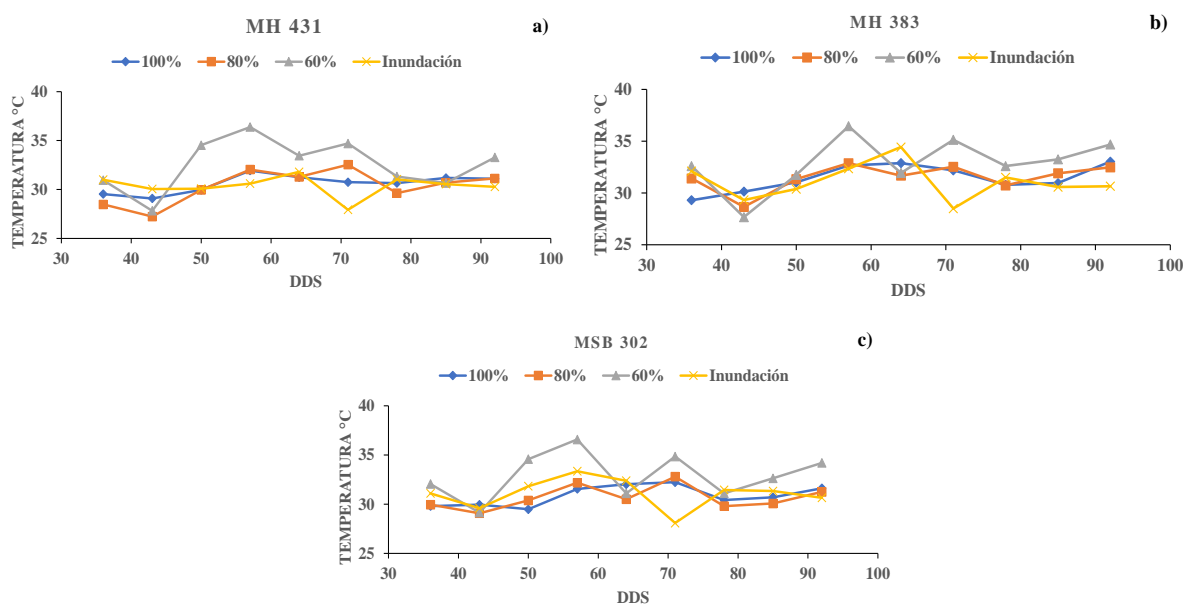 MH 431
a)
100% 80% 60% Inundación
TEMPERATURA °C
40
35
30
25
30 40 50 60 70 80 90 100
DDS
MH 383
b)
100% 80% 60% Inundación
TEMPERATURA °C
40
35
30
25
30 40 50 60 70 80 90 100
DDS
MSB 302
c)
100% 80% 60% Inundación
TEMPERATURA °C
40
35
30
25
30 40 50 60 70 80 90 100
DDS